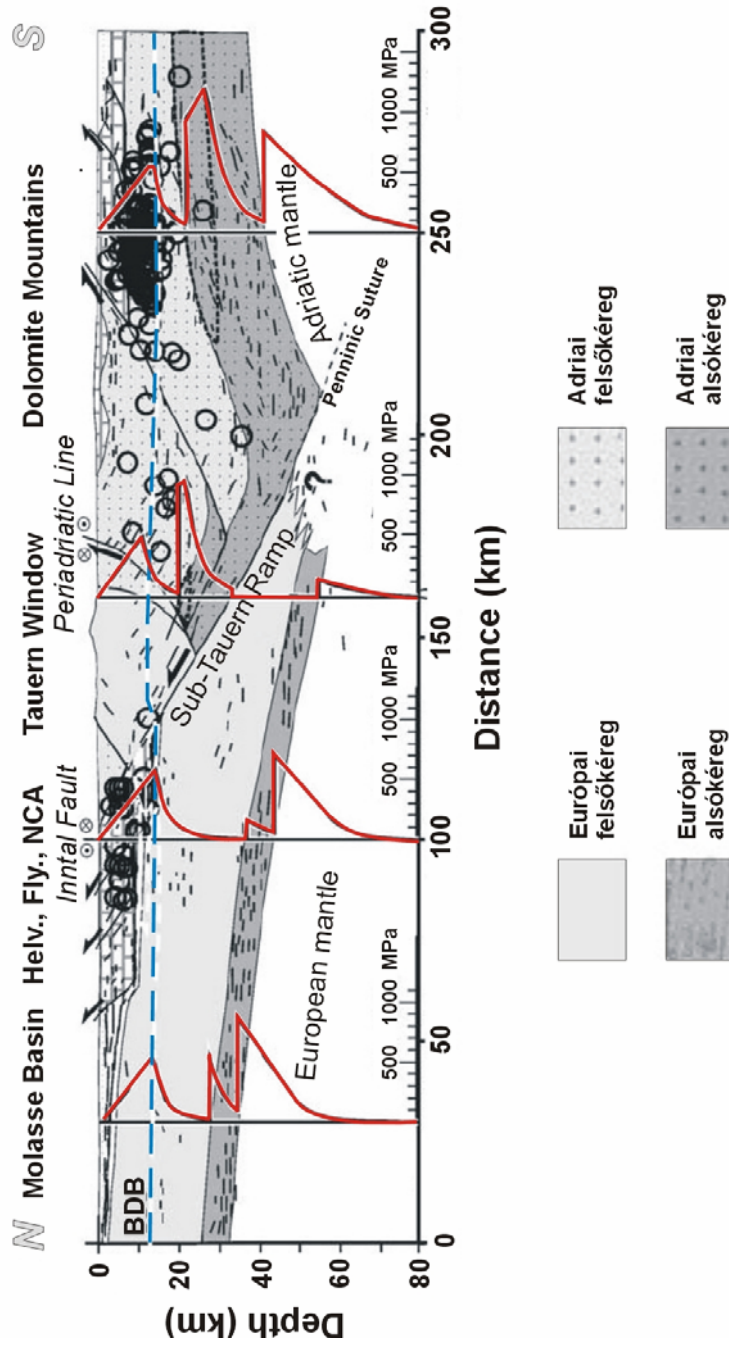 N Molasse Basin Helv., Fly., NCA Tauern Window Dolomite Mountains S
Inntal Fault Periadriatic Line
BDB
Sub-Tauern Ramp
European mantle
Adriatic mantle
Penninic Suture
?
500 1000 MPa
500 1000 MPa
500 1000 MPa
500 1000 MPa
Depth (km)
0
20
40
60
80
0 50 100 150 200 250 300
Distance (km)
Európai
felsőkéreg
Adriai
felsőkéreg
Európai
alsókéreg
Adriai
alsókéreg